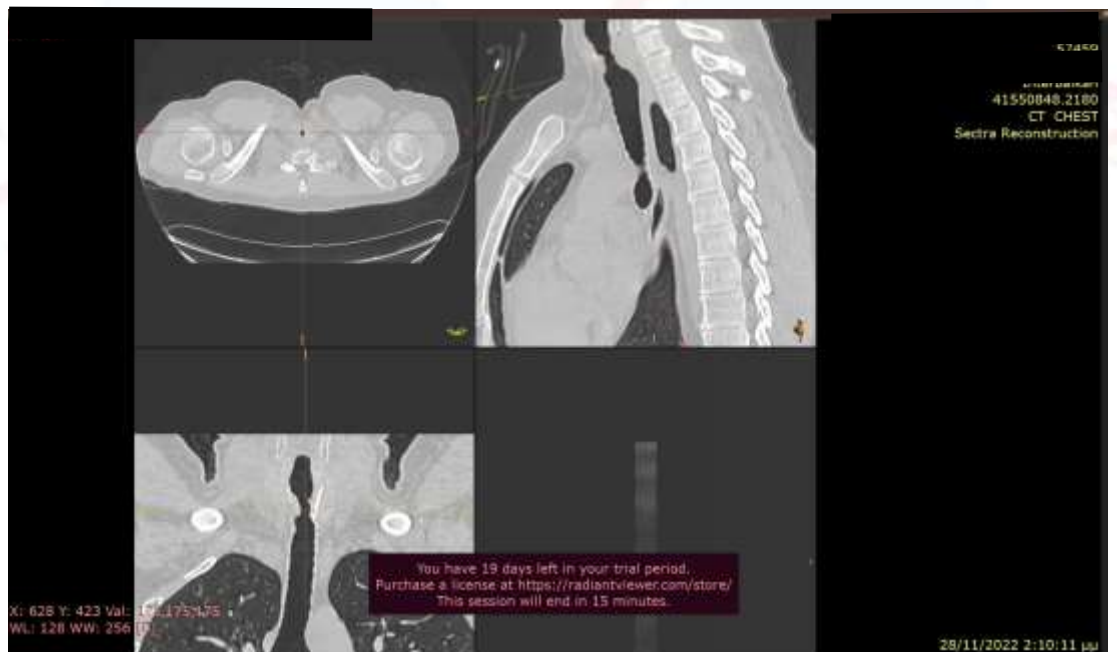 57459
41550848.2180
CT CHEST
Sectra Reconstruction
You have 19 days left in your trial period.
Purchase a license at https://radiantviewer.com/store/
This session will end in 15 minutes.
X: 628 Y: 423 Val: 175,175
WL: 128 WW: 256
28/11/2022 2:10:11 μμ